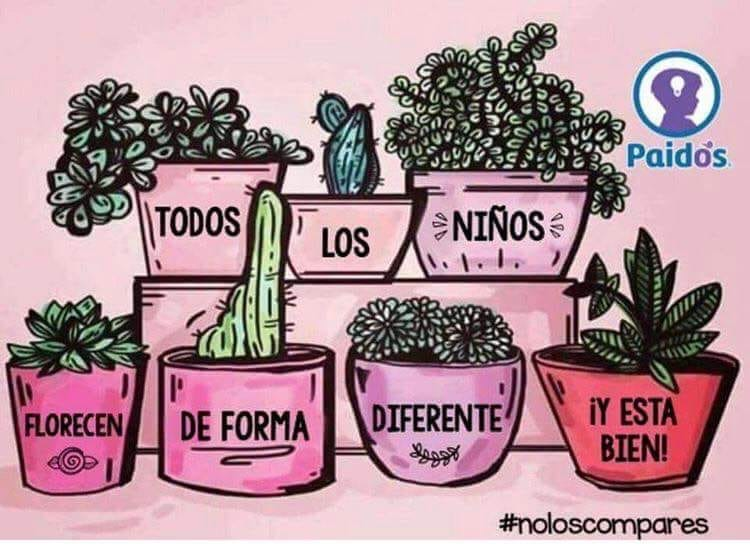 Paidós
TODOS
LOS
NIÑOS
FLORECEN
DE FORMA
DIFERENTE
¡Y ESTA
BIEN!
#noloscompares